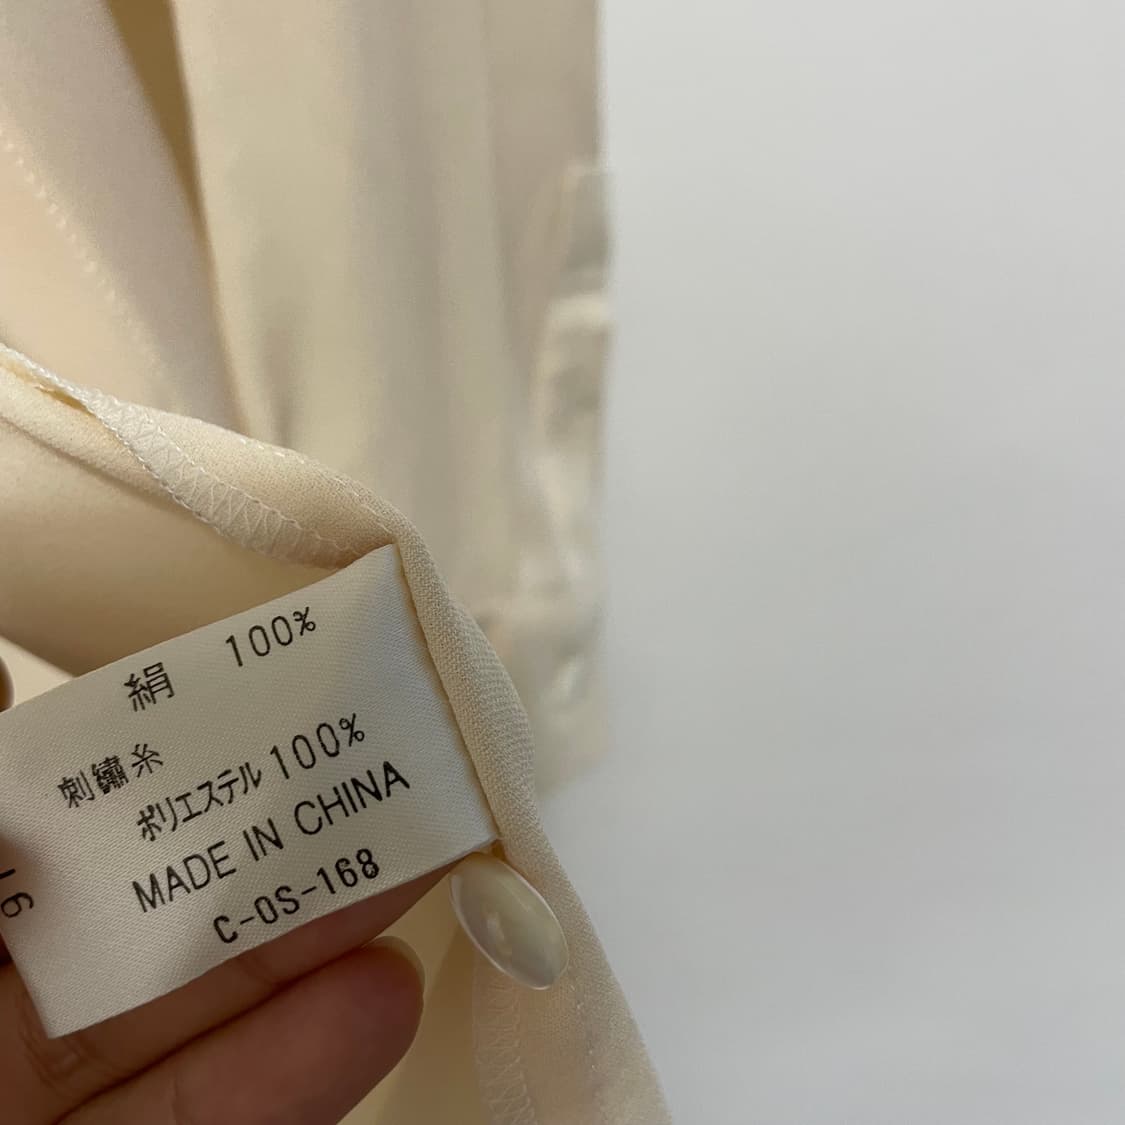 絹 100%
刺繍糸
ポリエステル 100%
MADE IN CHINA
C-OS-168